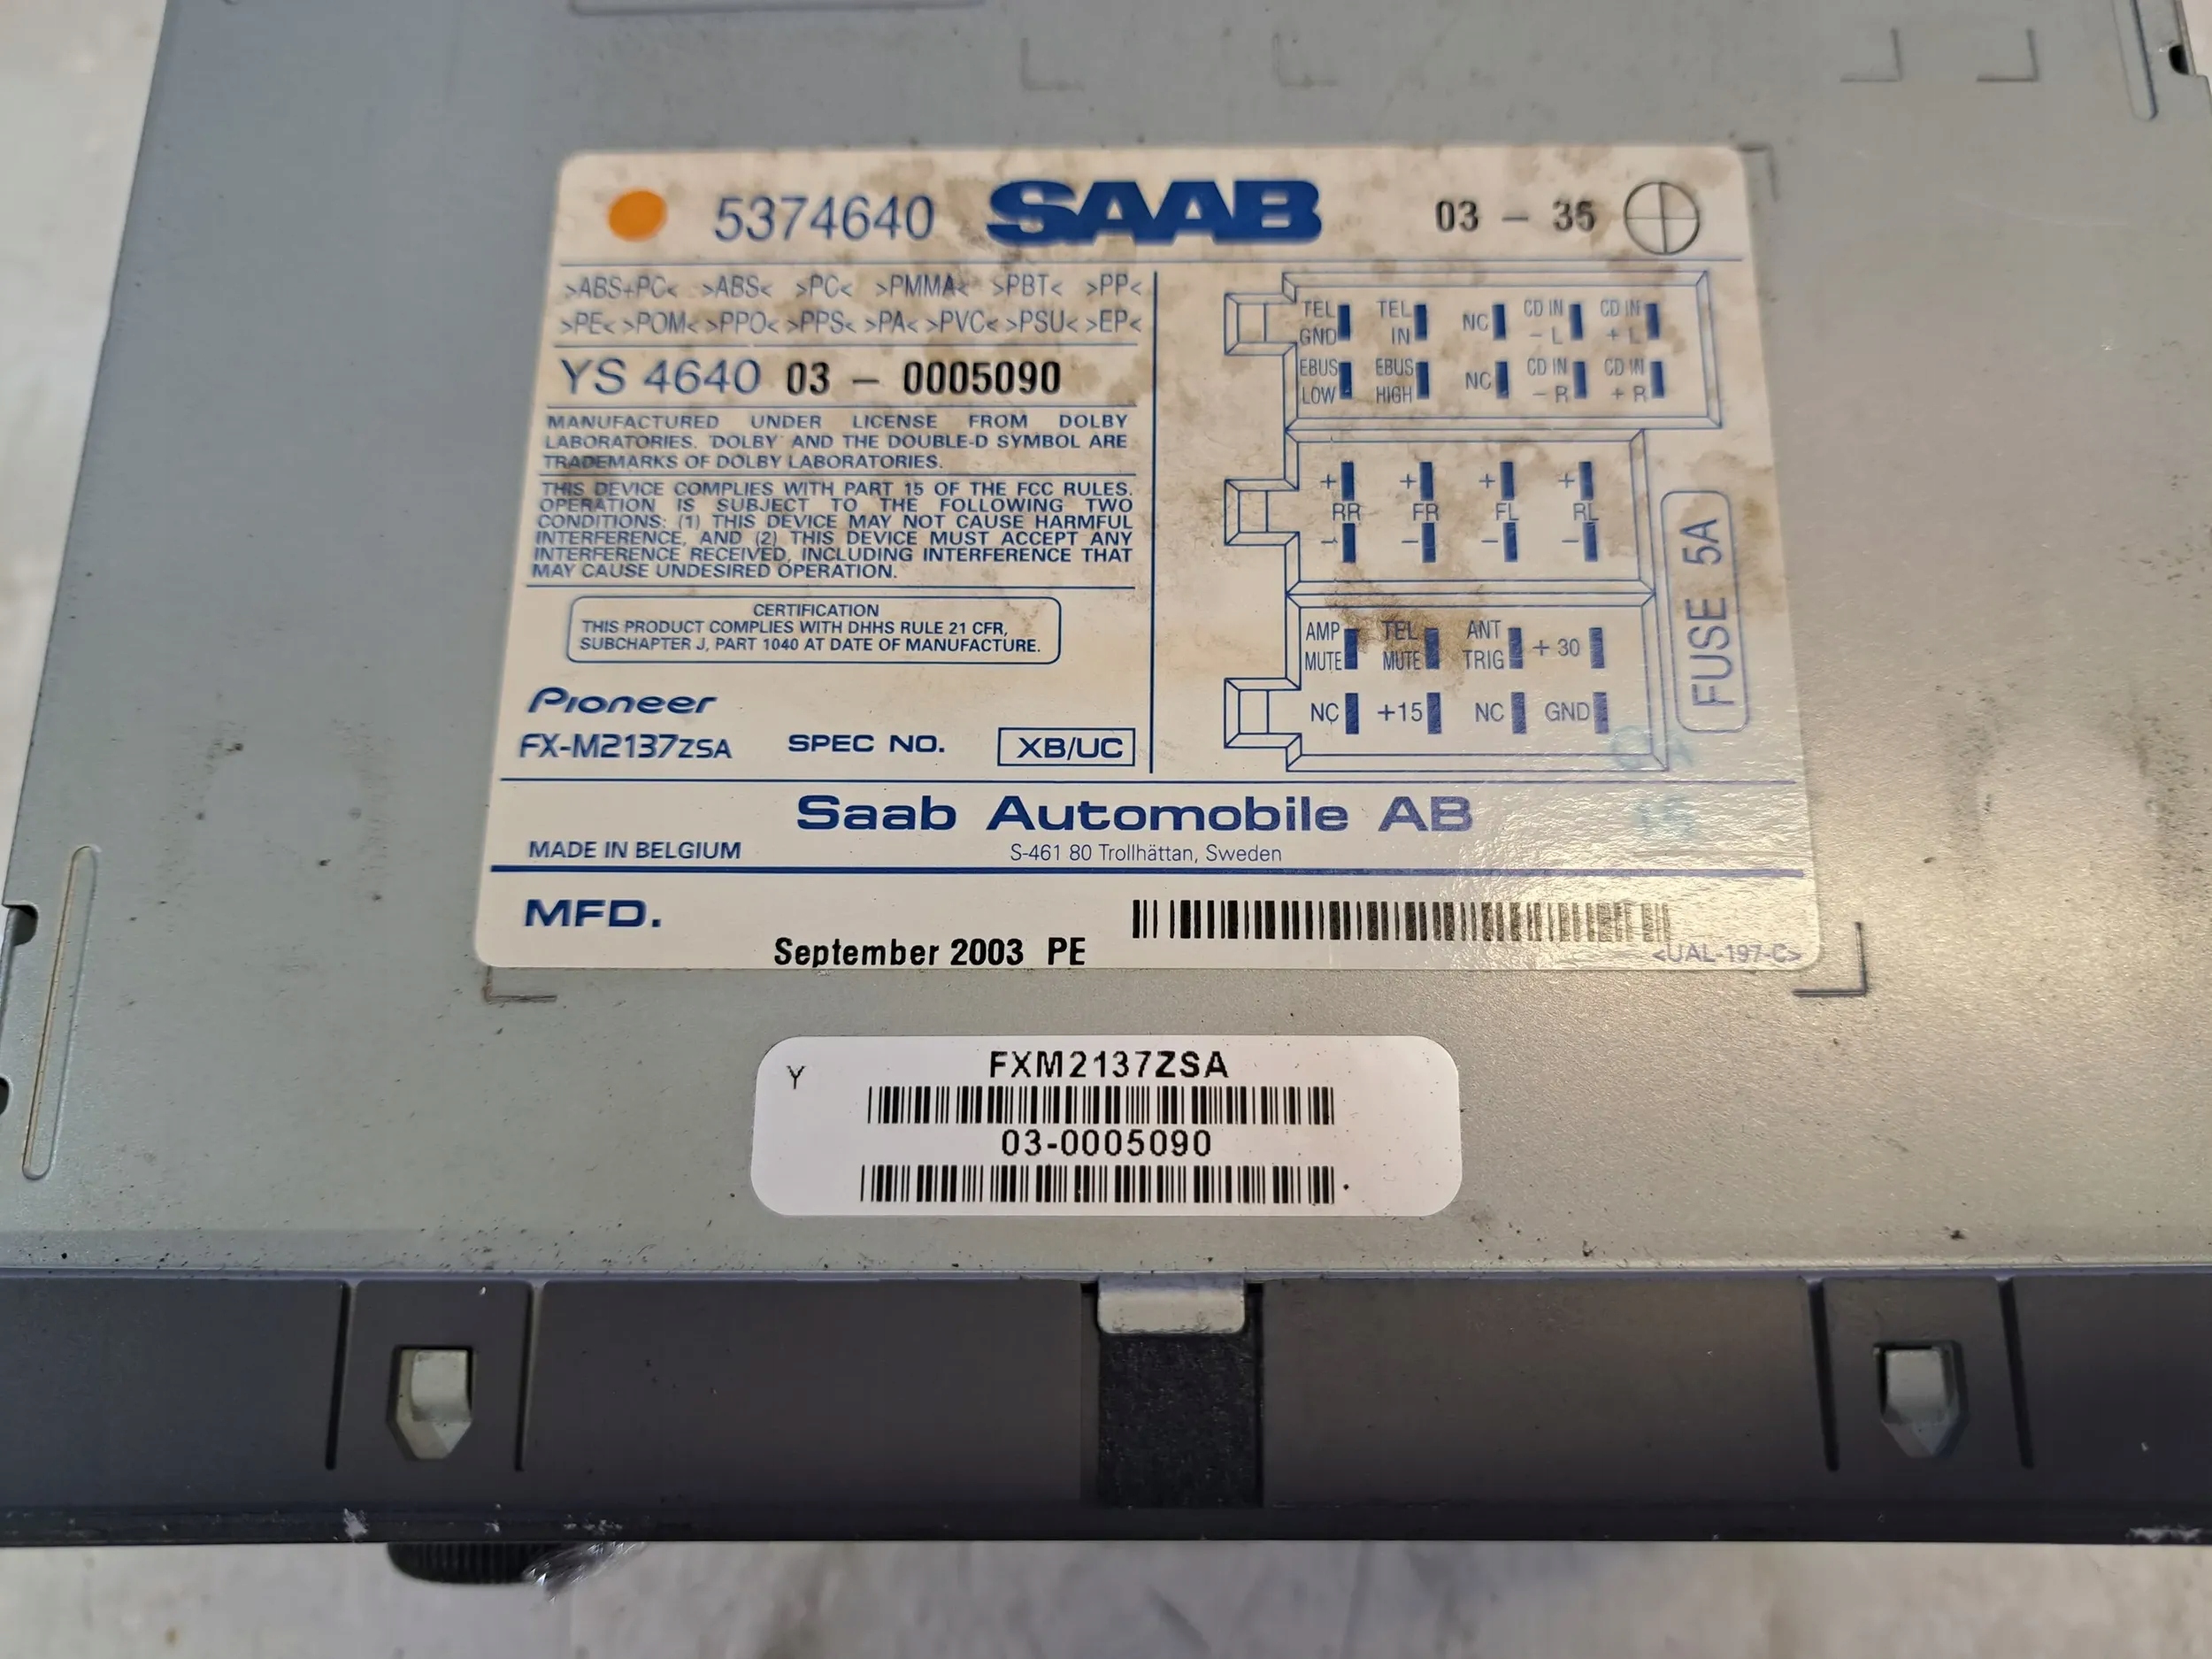 5374640 SAAB 03 - 35
>ABS+PC< >ABS< >PC< >PMMA< >PBT< >PP<
>PE< >POM< >PPO< >PPS< >PA< >PVC< >PSU< >EP<
YS 4640 03 - 0005090
MANUFACTURED UNDER LICENSE FROM DOLBY
LABORATORIES. 'DOLBY' AND THE DOUBLE-D SYMBOL ARE
TRADEMARKS OF DOLBY LABORATORIES.
THIS DEVICE COMPLIES WITH PART 15 OF THE FCC RULES.
OPERATION IS SUBJECT TO THE FOLLOWING TWO
CONDITIONS: (1) THIS DEVICE MAY NOT CAUSE HARMFUL
INTERFERENCE, AND (2) THIS DEVICE MUST ACCEPT ANY
INTERFERENCE RECEIVED, INCLUDING INTERFERENCE THAT
MAY CAUSE UNDESIRED OPERATION.
CERTIFICATION
THIS PRODUCT COMPLIES WITH DHHS RULE 21 CFR,
SUBCHAPTER J, PART 1040 AT DATE OF MANUFACTURE.
Pioneer
FX-M2137ZSA SPEC NO. XB/UC
TEL TEL NC CD IN CD IN
GND IN - L + L
EBUS EBUS NC CD IN CD IN
LOW HIGH - R + R
+ + + +
RR FR FL RL
- - - -
AMP TEL ANT + 30
MUTE MUTE TRIG
NC +15 NC GND
FUSE 5A
Saab Automobile AB
MADE IN BELGIUM S-461 80 Trollhättan, Sweden
MFD.
September 2003 PE
<UAL-197-C>
Y FXM2137ZSA
03-0005090